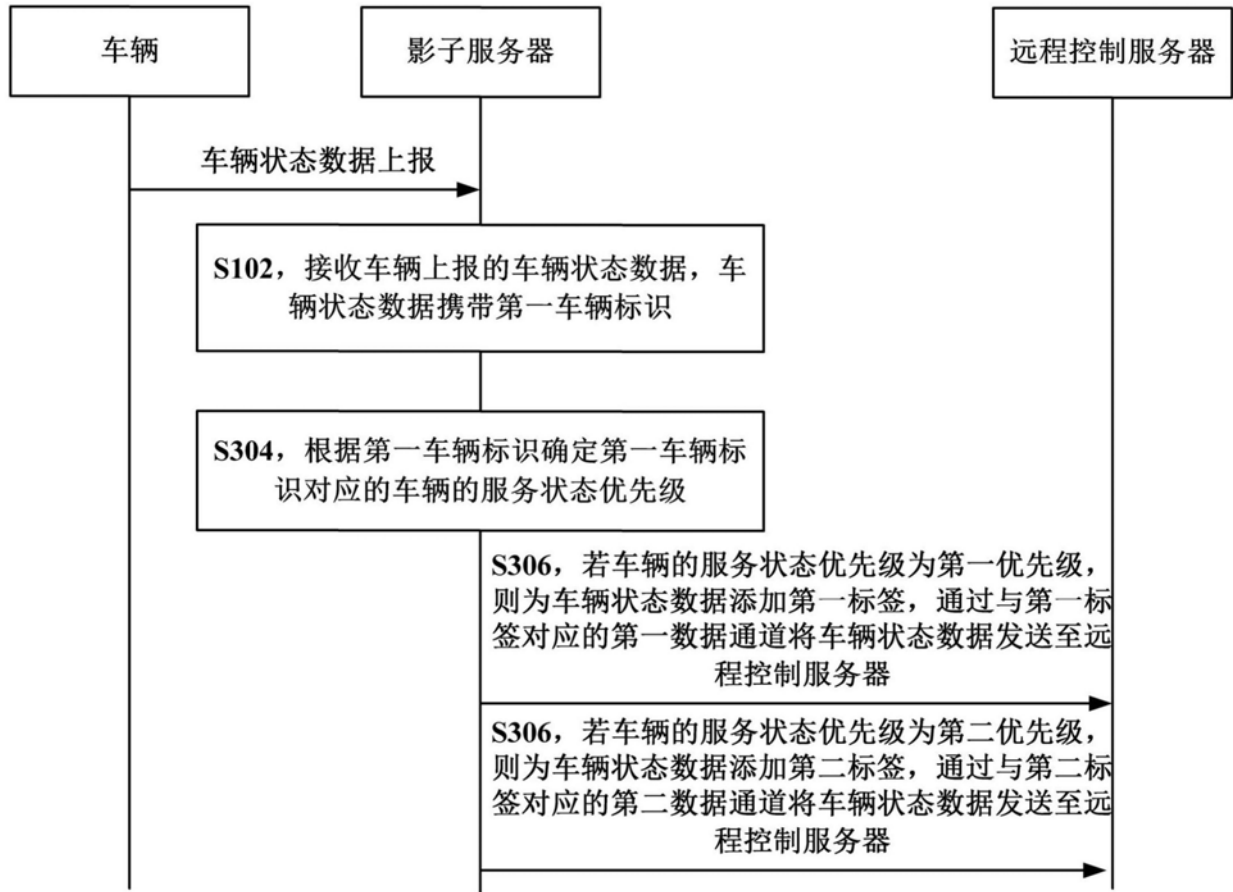 车辆
影子服务器
远程控制服务器
车辆状态数据上报
S102，接收车辆上报的车辆状态数据，车
辆状态数据携带第一车辆标识
S304，根据第一车辆标识确定第一车辆标
识对应的车辆的服务状态优先级
S306，若车辆的服务状态优先级为第一优先级，
则为车辆状态数据添加第一标签，通过与第一标
签对应的第一数据通道将车辆状态数据发送至远
程控制服务器
S306，若车辆的服务状态优先级为第二优先级，
则为车辆状态数据添加第二标签，通过与第二标
签对应的第二数据通道将车辆状态数据发送至远
程控制服务器